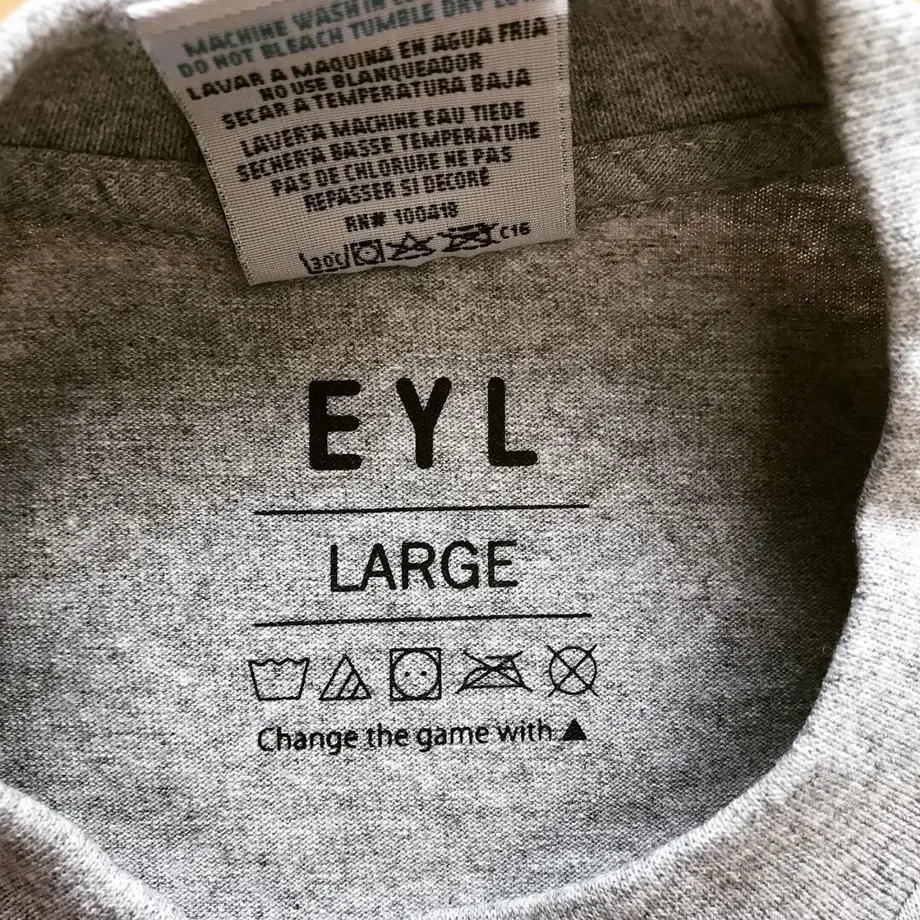 MACHINE WASH IN
DO NOT BLEACH TUMBLE DRY LOW
LAVAR A MAQUINA EN AGUA FRIA
NO USE BLANQUEADOR
SECAR A TEMPERATURA BAJA
LAVER'A MACHINE EAU TIEDE
SECHER'A BASSE TEMPERATURE
PAS DE CHLORURE NE PAS
REPASSER SI DECORÉ
RN# 100418
30C C16
EYL
LARGE
Change the game with ▲